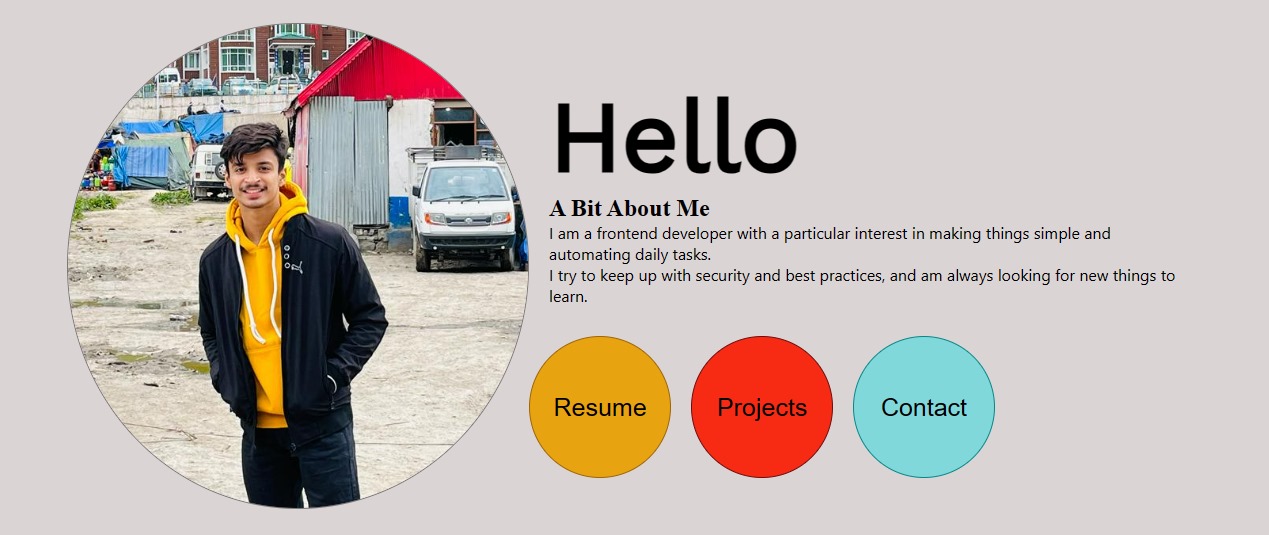 Hello
A Bit About Me
I am a frontend developer with a particular interest in making things simple and
automating daily tasks.
I try to keep up with security and best practices, and am always looking for new things to
learn.
Resume Projects Contact